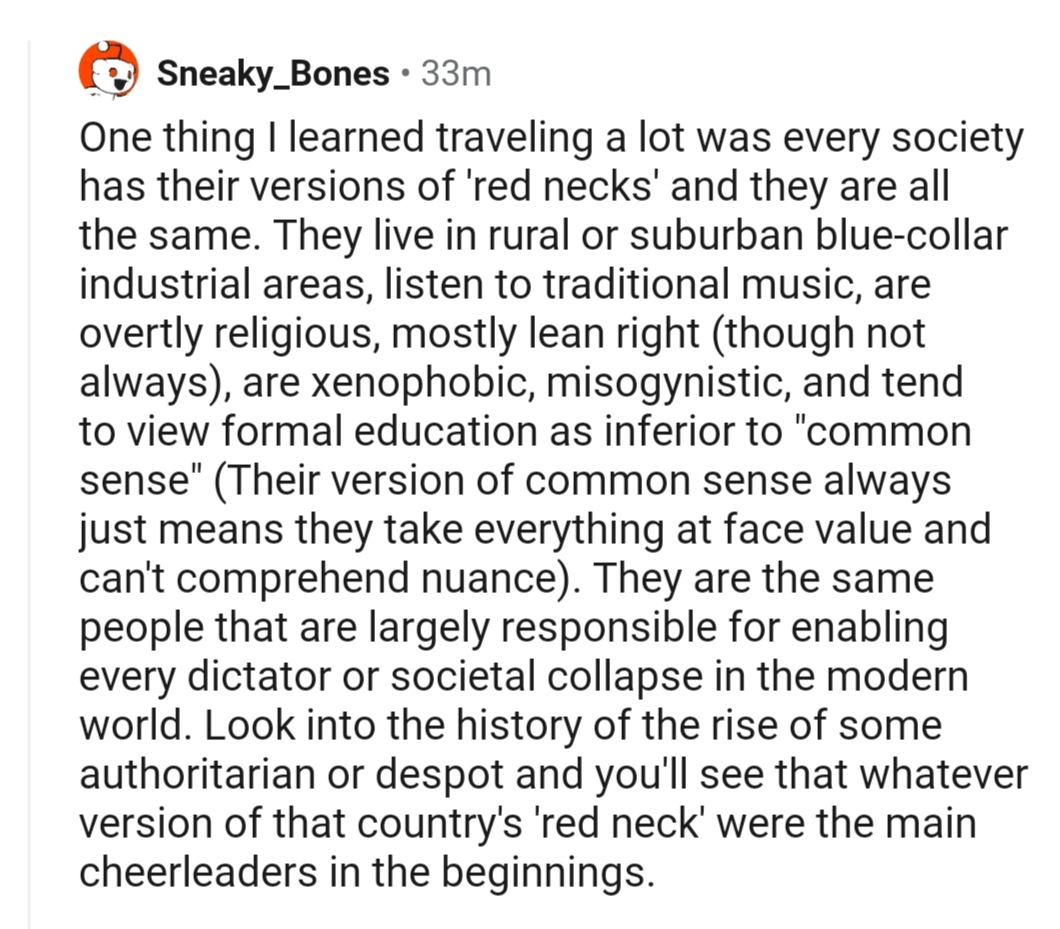 Sneaky_Bones • 33m
One thing I learned traveling a lot was every society
has their versions of 'red necks' and they are all
the same. They live in rural or suburban blue-collar
industrial areas, listen to traditional music, are
overtly religious, mostly lean right (though not
always), are xenophobic, misogynistic, and tend
to view formal education as inferior to "common
sense" (Their version of common sense always
just means they take everything at face value and
can't comprehend nuance). They are the same
people that are largely responsible for enabling
every dictator or societal collapse in the modern
world. Look into the history of the rise of some
authoritarian or despot and you'll see that whatever
version of that country's 'red neck' were the main
cheerleaders in the beginnings.